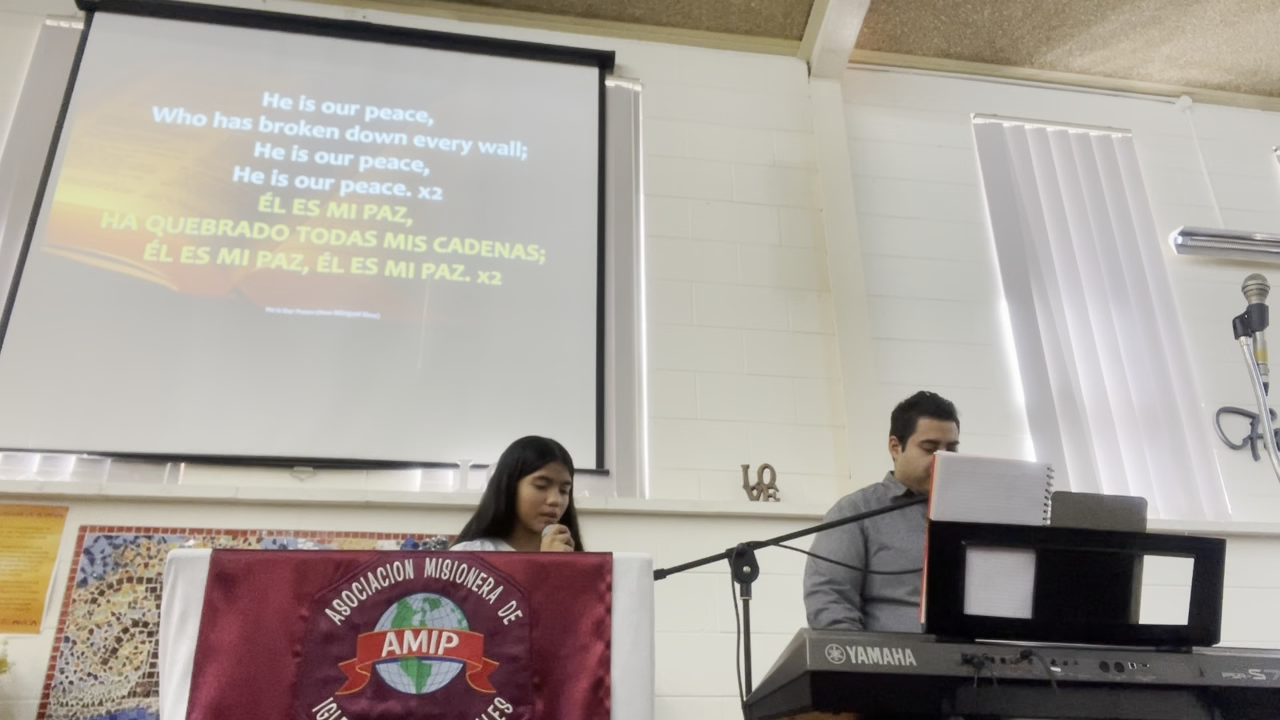 He is our peace,
Who has broken down every wall;
He is our peace,
He is our peace. x2
ÉL ES MI PAZ,
HA QUEBRADO TODAS MIS CADENAS;
ÉL ES MI PAZ, ÉL ES MI PAZ. x2
LOVE
ASOCIACION MISIONERA DE
AMIP
YAMAHA